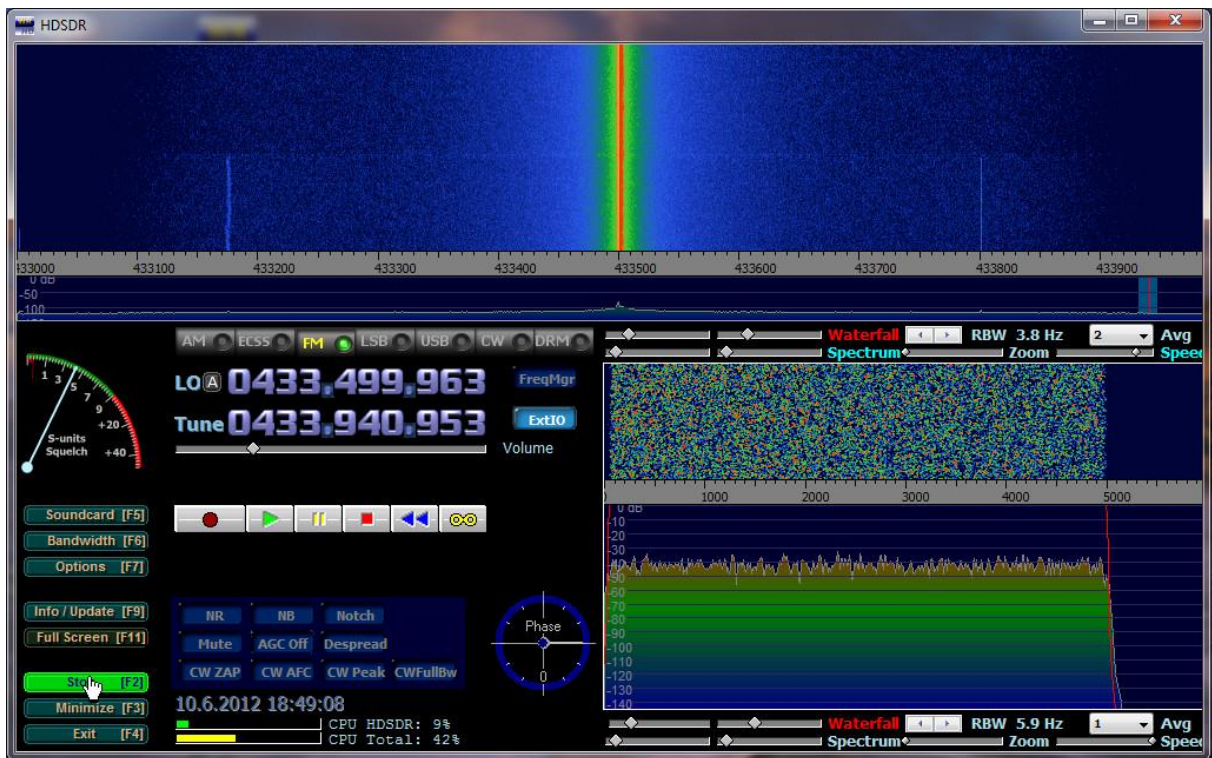 HDSDR
433000 433100 433200 433300 433400 433500 433600 433700 433800 433900
0 dB
-50
-100
AM ECSS FM LSB USB CW DRM
Waterfall RBW 3.8 Hz 2 Avg
Spectrum Zoom Speed
LO A 0433.499.963 FreqMgr
Tune 0433.940.953 ExtIO
Volume
1 3 5 7 9 +20 +40
S-units
Squelch
1000 2000 3000 4000 5000
0 dB
-10
-20
-30
-50
-60
-70
-80
-90
-100
-110
-120
-130
-140
Soundcard [F5]
Bandwidth [F6]
Options [F7]
Info / Update [F9]
Full Screen [F11]
[F2]
Minimize [F3]
Exit [F4]
NR NB Notch
Mute AGC Off Despread
CW ZAP CW AFC CW Peak CWFullBw
Phase
0
10.6.2012 18:49:08
CPU HDSDR: 9%
CPU Total: 42%
Waterfall RBW 5.9 Hz 1 Avg
Spectrum Zoom Speed